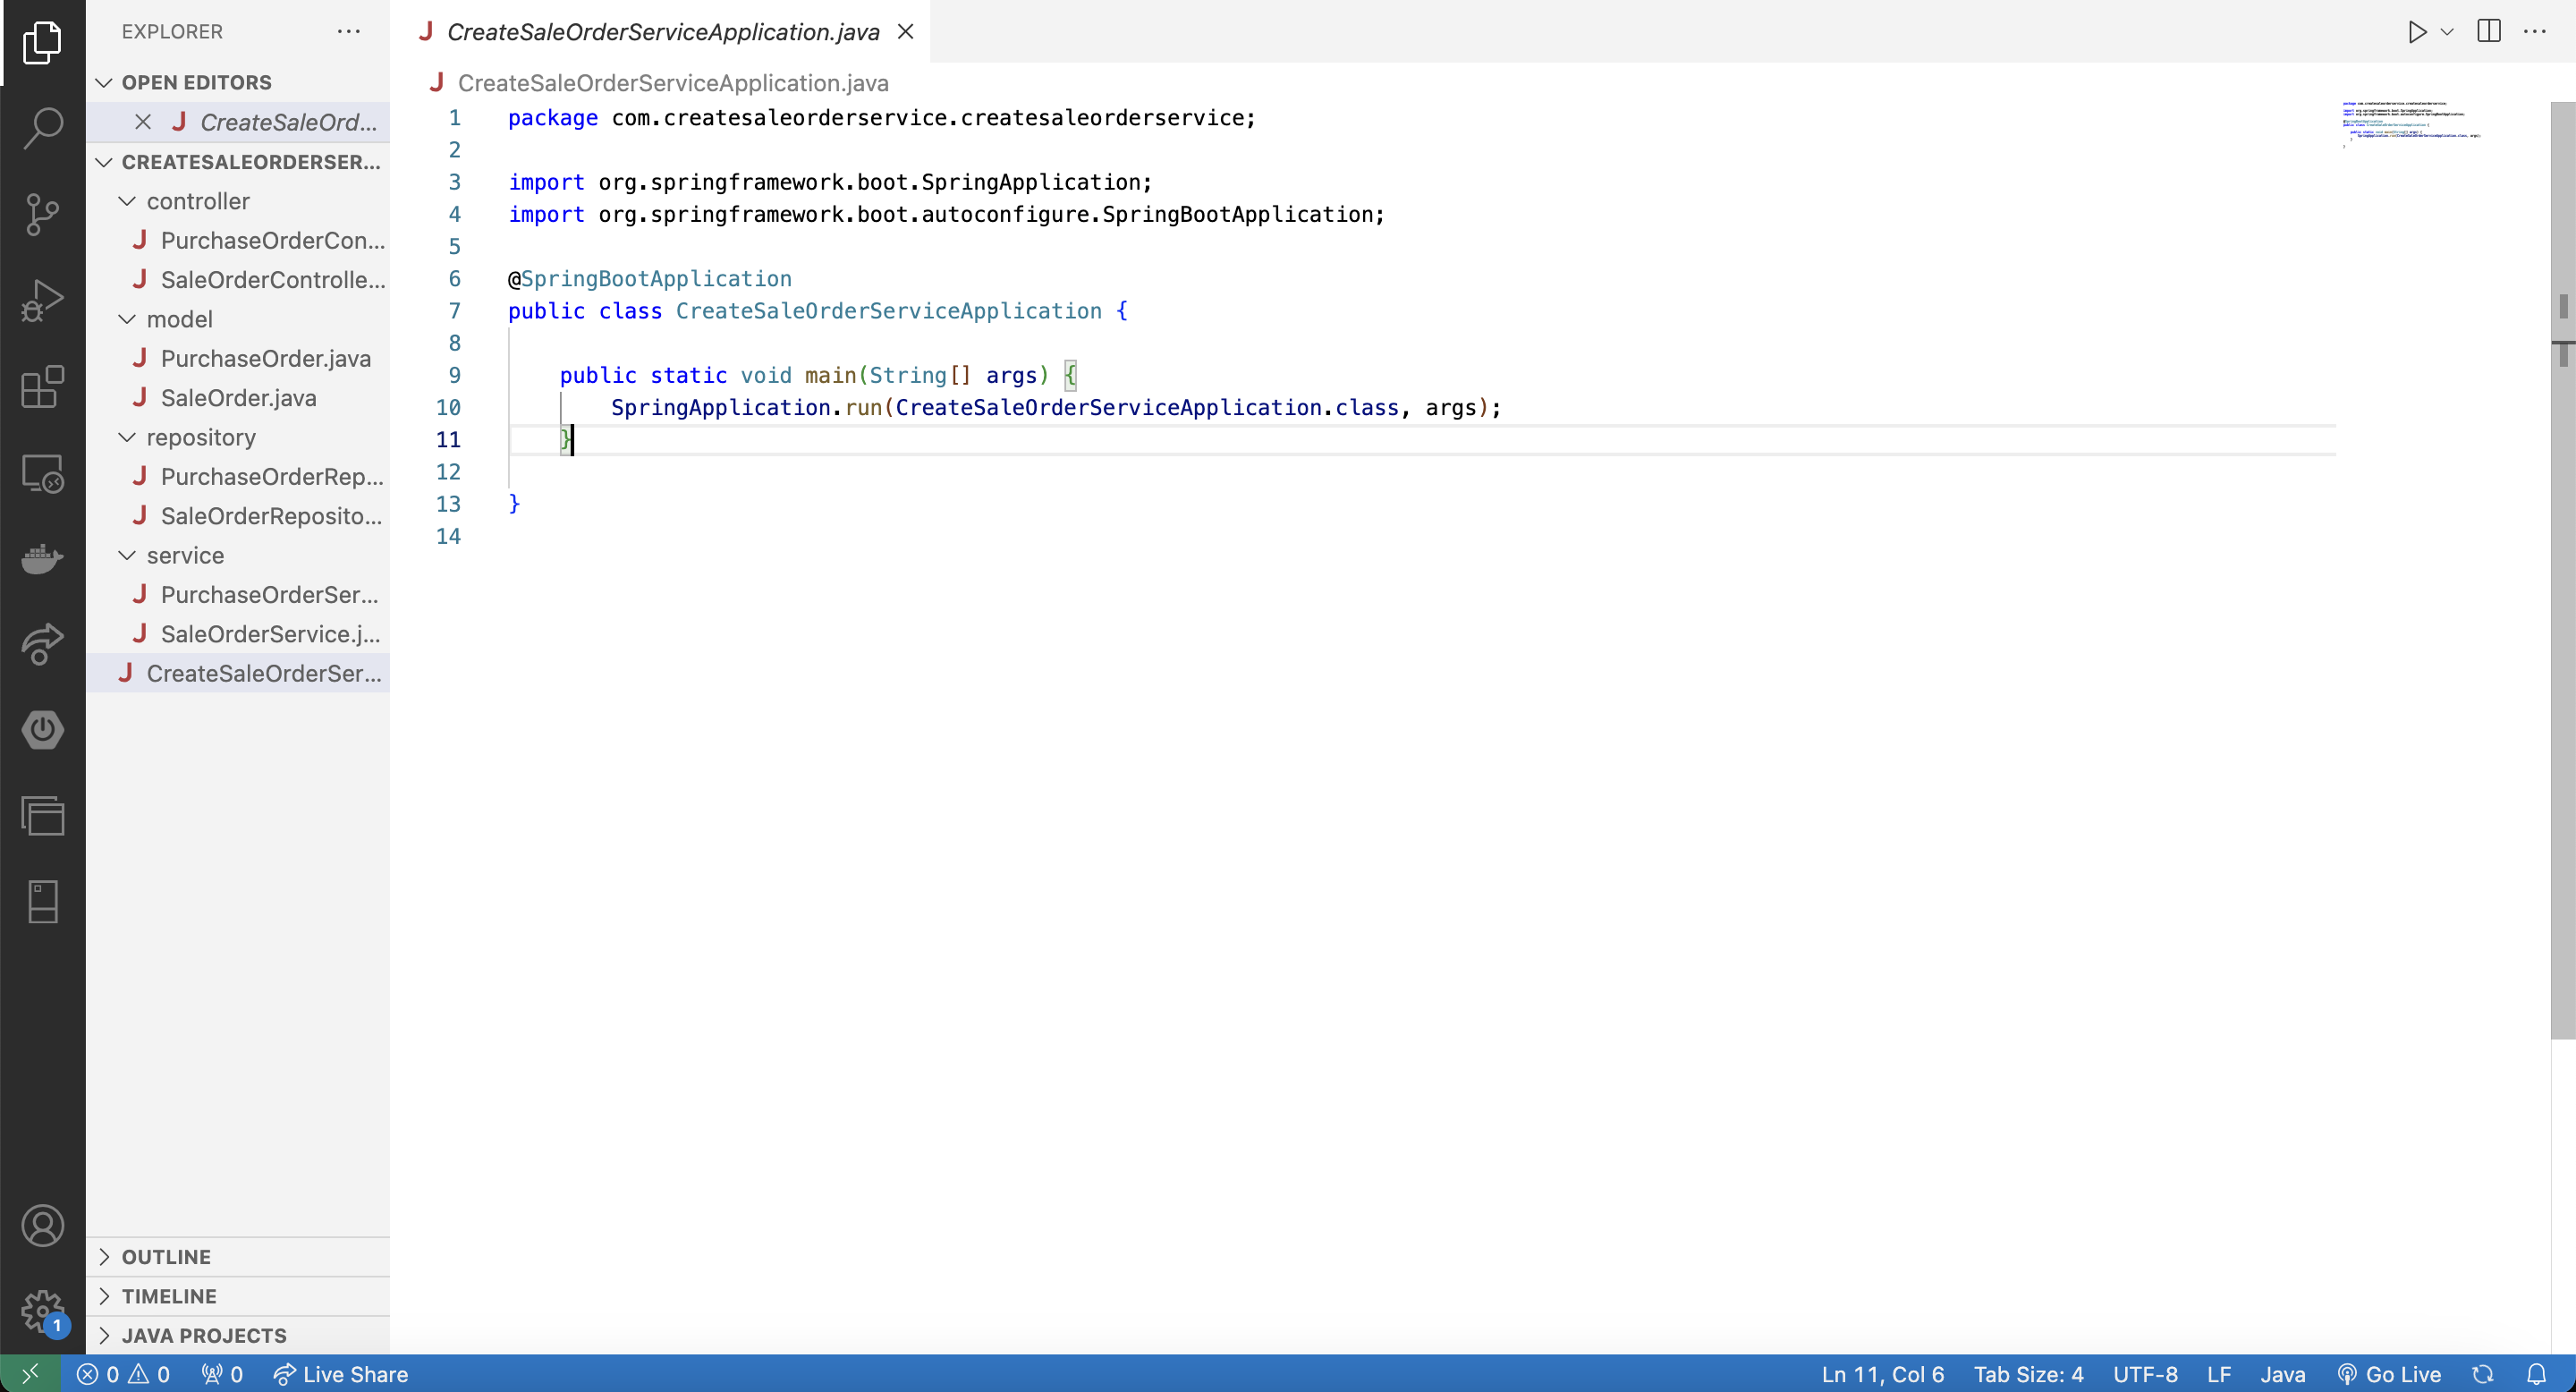 EXPLORER
OPEN EDITORS
CreateSaleOrd...
CREATESALEORDERSER...
controller
PurchaseOrderCon...
SaleOrderControlle...
model
PurchaseOrder.java
SaleOrder.java
repository
PurchaseOrderRep...
SaleOrderReposito...
service
PurchaseOrderSer...
SaleOrderService.j...
CreateSaleOrderSer...
OUTLINE
TIMELINE
JAVA PROJECTS
CreateSaleOrderServiceApplication.java
CreateSaleOrderServiceApplication.java
1 package com.createsaleorderservice.createsaleorderservice;
2
3 import org.springframework.boot.SpringApplication;
4 import org.springframework.boot.autoconfigure.SpringBootApplication;
5
6 @SpringBootApplication
7 public class CreateSaleOrderServiceApplication {
8
9 public static void main(String[] args) {
10 SpringApplication.run(CreateSaleOrderServiceApplication.class, args);
11 }
12
13 }
14
1
0 0 0 Live Share Ln 11, Col 6 Tab Size: 4 UTF-8 LF Java Go Live